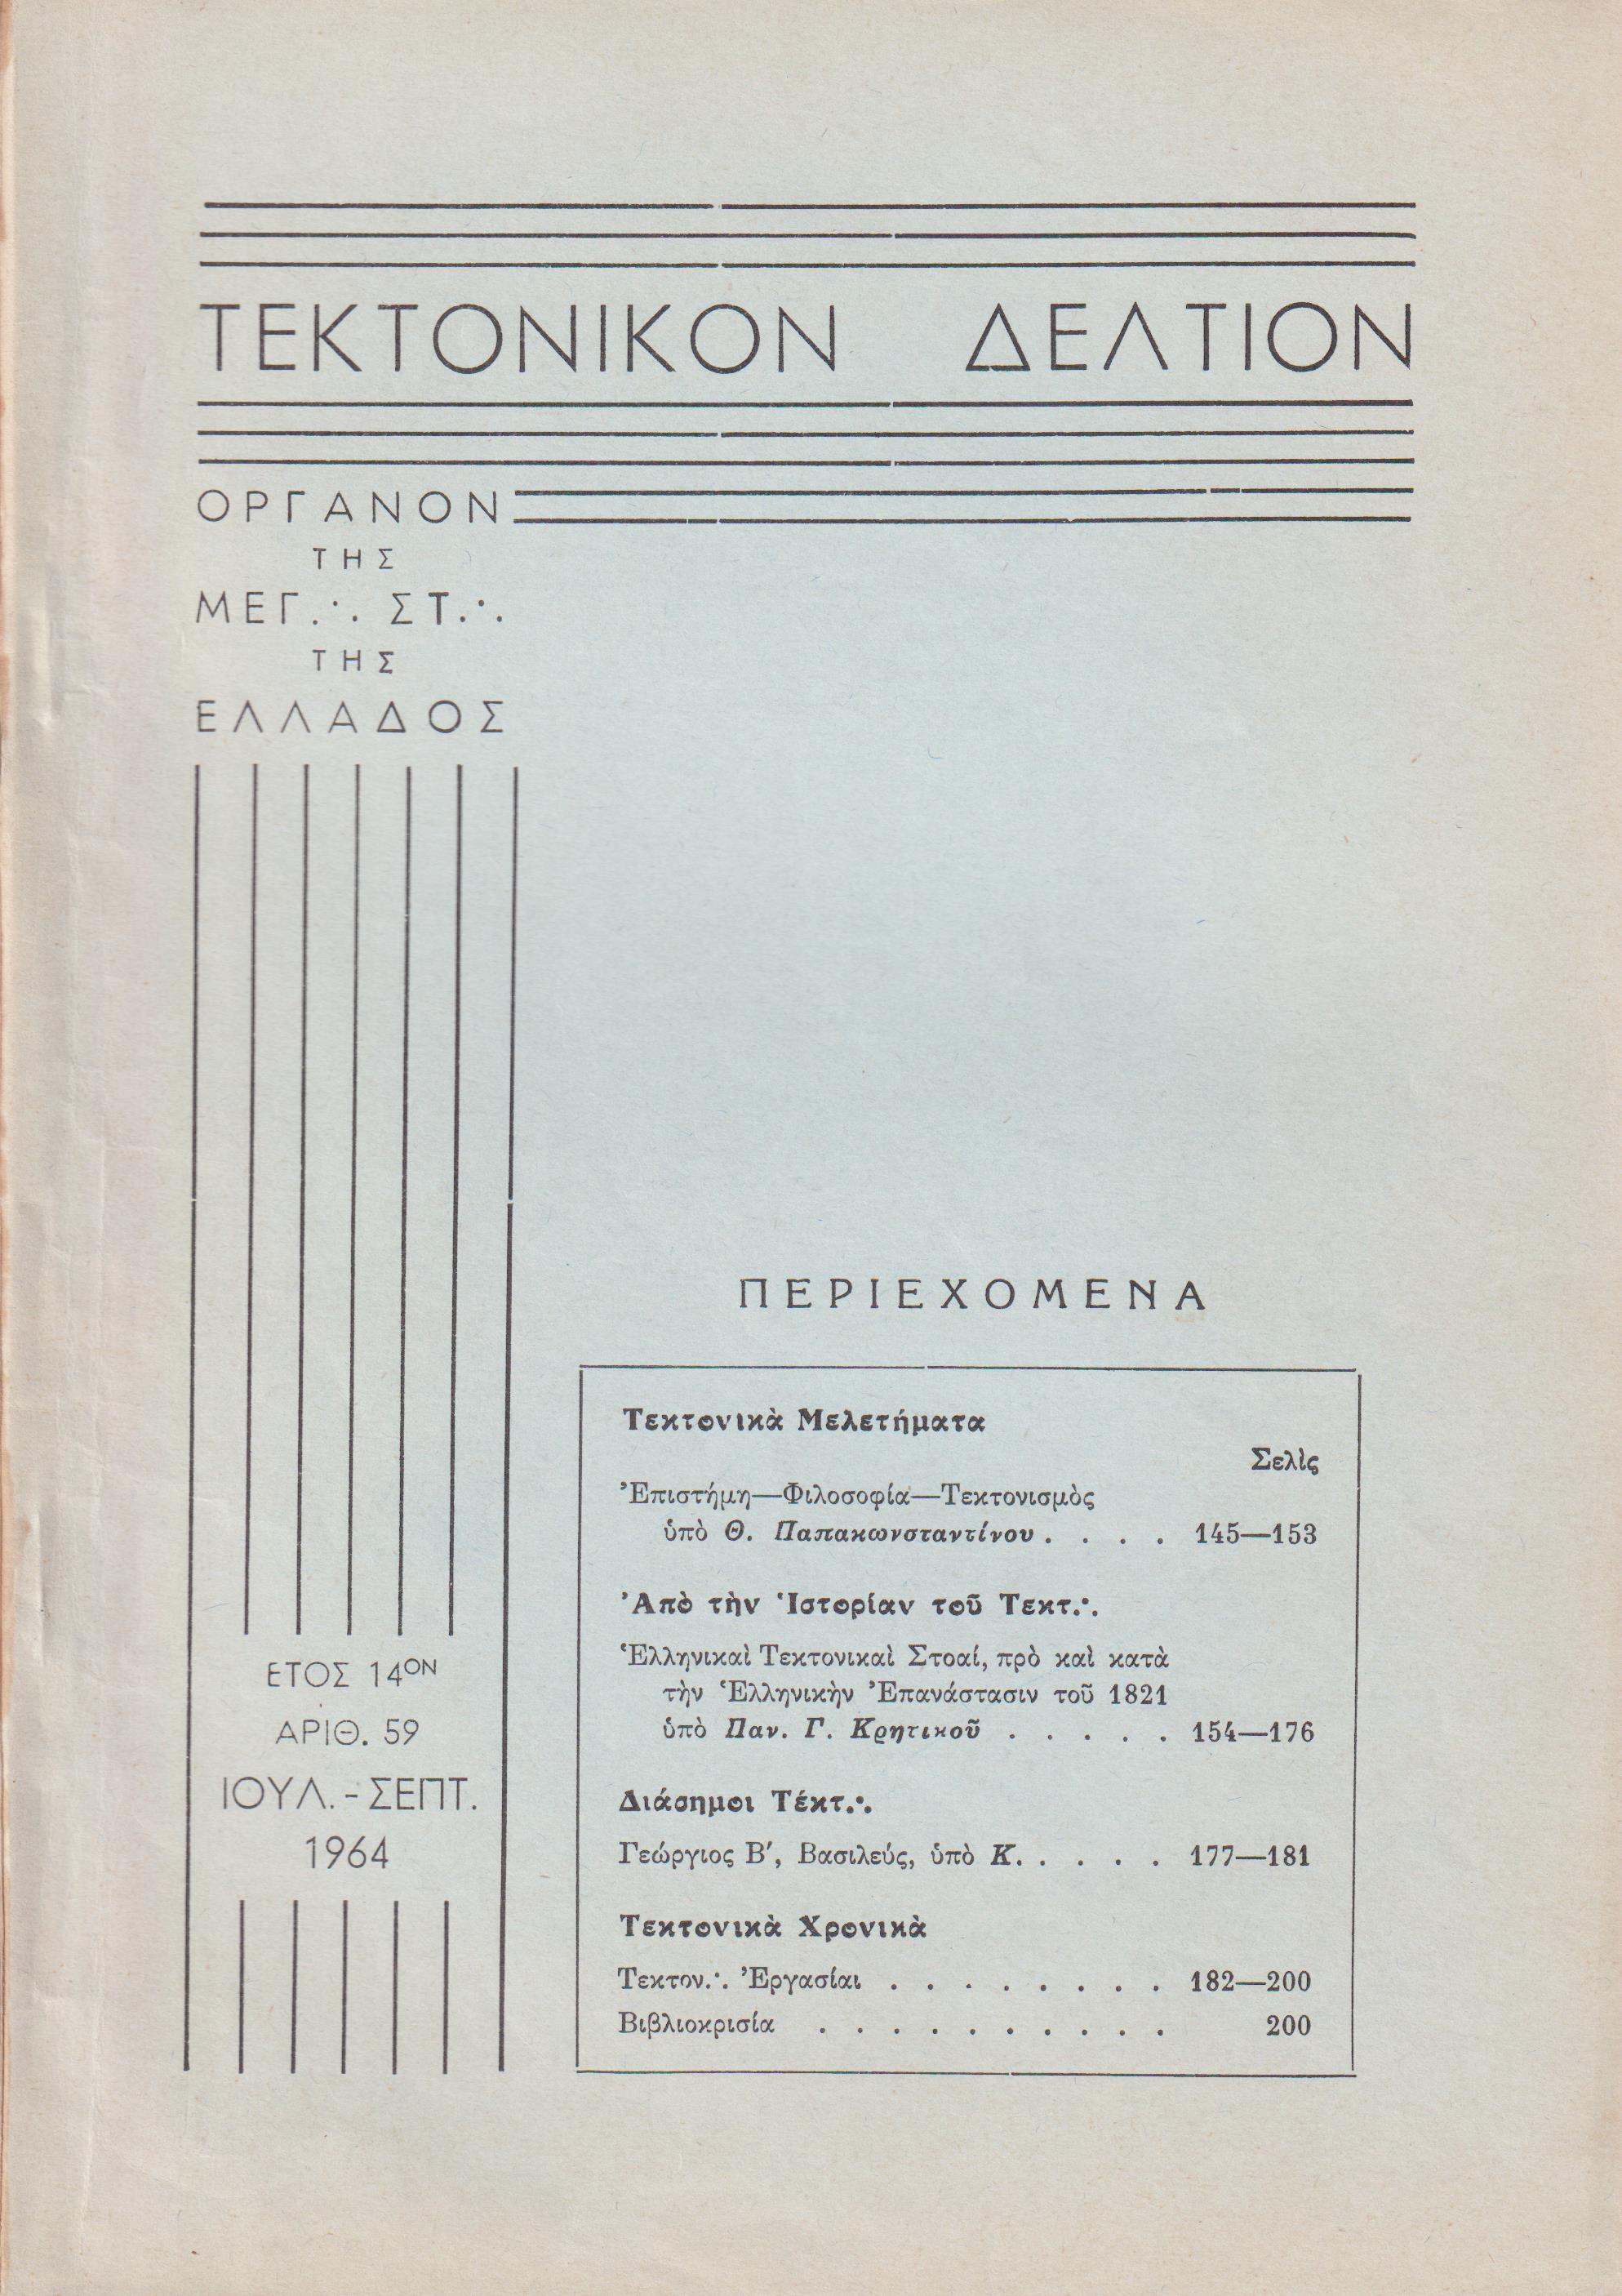 ΤΕΚΤΟΝΙΚΟΝ ΔΕΛΤΙΟΝ
ΟΡΓΑΝΟΝ
ΤΗΣ
ΜΕΓ.·. ΣΤ.·.
ΤΗΣ
ΕΛΛΑΔΟΣ
ΕΤΟΣ 14ΟΝ
ΑΡΙΘ. 59
ΙΟΥΛ.-ΣΕΠΤ.
1964
ΠΕΡΙΕΧΟΜΕΝΑ
Τεκτονικὰ Μελετήματα
Σελὶς
Ἐπιστήμη—Φιλοσοφία—Τεκτονισμὸς
ὑπὸ Θ. Παπακωνσταντίνου . . . . 145—153
Ἀπὸ τὴν Ἱστορίαν τοῦ Τεκτ.·.
Ἑλληνικαὶ Τεκτονικαὶ Στοαί, πρὸ καὶ κατὰ
τὴν Ἑλληνικὴν Ἐπανάστασιν τοῦ 1821
ὑπὸ Παν. Γ. Κρητικοῦ . . . . . 154—176
Διάσημοι Τέκτ.·.
Γεώργιος Β′, Βασιλεύς, ὑπὸ Κ. . . . . 177—181
Τεκτονικὰ Χρονικὰ
Τεκτον.·. Ἐργασίαι . . . . . . . . 182—200
Βιβλιοκρισία . . . . . . . . . . 200